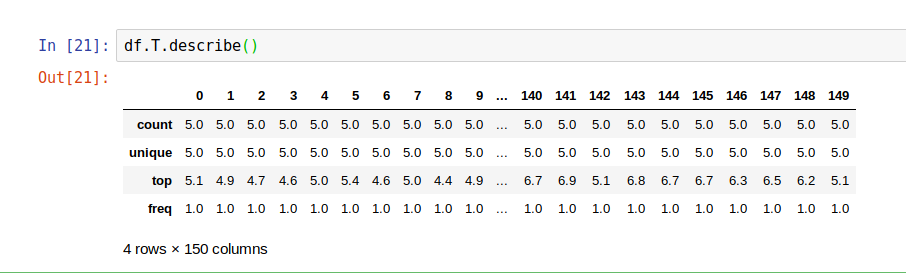 In [21]: df.T.describe()
Out[21]:
0 1 2 3 4 5 6 7 8 9 ... 140 141 142 143 144 145 146 147 148 149
count 5.0 5.0 5.0 5.0 5.0 5.0 5.0 5.0 5.0 5.0 ... 5.0 5.0 5.0 5.0 5.0 5.0 5.0 5.0 5.0 5.0
unique 5.0 5.0 5.0 5.0 5.0 5.0 5.0 5.0 5.0 5.0 ... 5.0 5.0 5.0 5.0 5.0 5.0 5.0 5.0 5.0 5.0
top 5.1 4.9 4.7 4.6 5.0 5.4 4.6 5.0 4.4 4.9 ... 6.7 6.9 5.1 6.8 6.7 6.7 6.3 6.5 6.2 5.1
freq 1.0 1.0 1.0 1.0 1.0 1.0 1.0 1.0 1.0 1.0 ... 1.0 1.0 1.0 1.0 1.0 1.0 1.0 1.0 1.0 1.0
4 rows × 150 columns